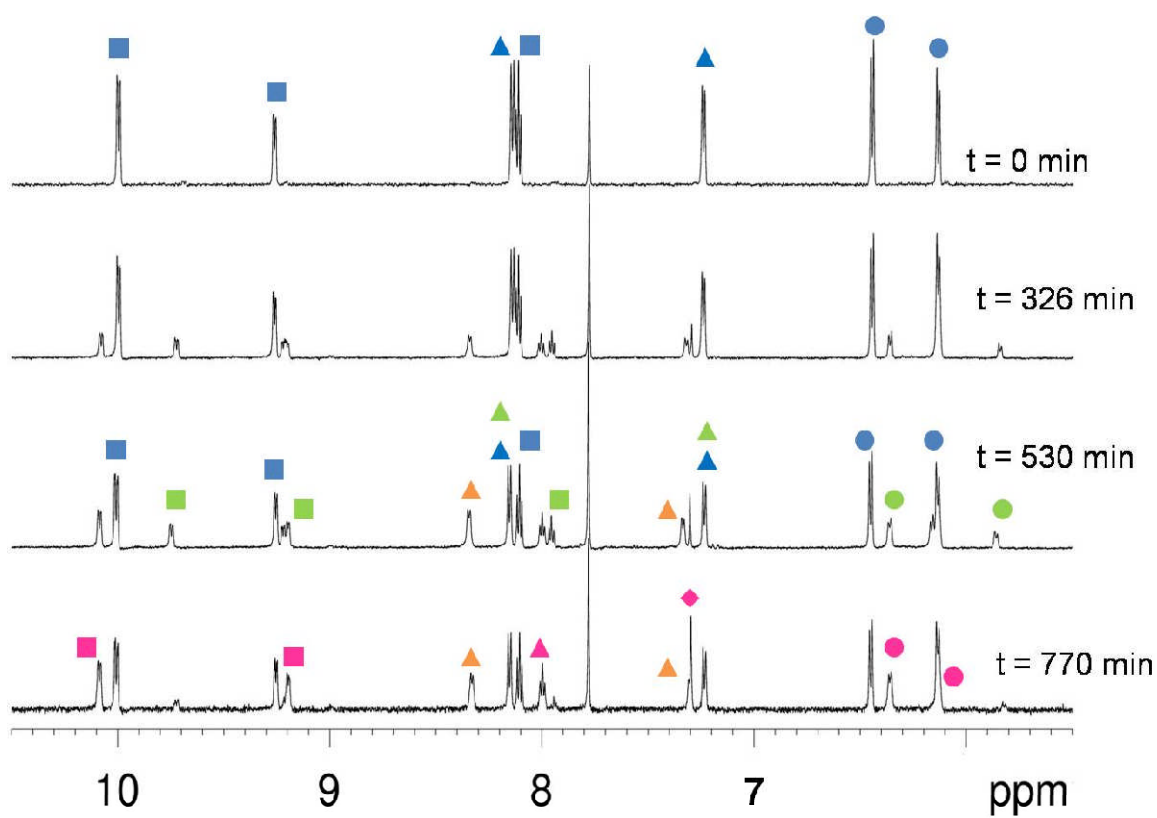 t = 0 min
t = 326 min
t = 530 min
t = 770 min
10 9 8 7 ppm